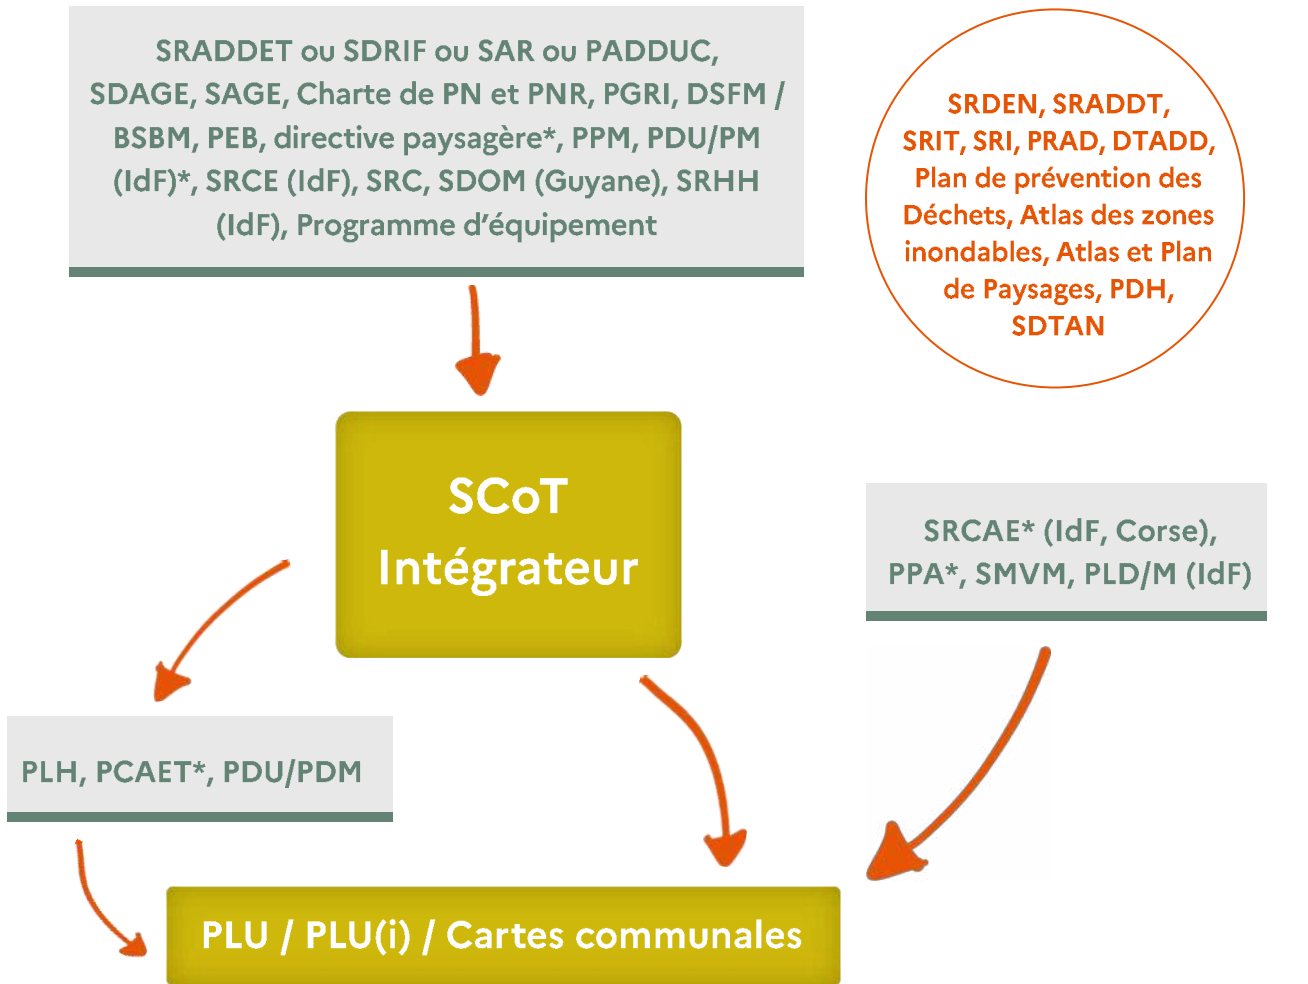 SRADDET ou SDRIF ou SAR ou PADDUC,
SDAGE, SAGE, Charte de PN et PNR, PGRI, DSFM /
BSBM, PEB, directive paysagère*, PPM, PDU/PM
(IdF)*, SRCE (IdF), SRC, SDOM (Guyane), SRHH
(IdF), Programme d’équipement
SRDEN, SRADDT,
SRIT, SRI, PRAD, DTADD,
Plan de prévention des
Déchets, Atlas des zones
inondables, Atlas et Plan
de Paysages, PDH,
SDTAN
SCoT
Intégrateur
SRCAE* (IdF, Corse),
PPA*, SMVM, PLD/M (IdF)
PLH, PCAET*, PDU/PDM
PLU / PLU(i) / Cartes communales